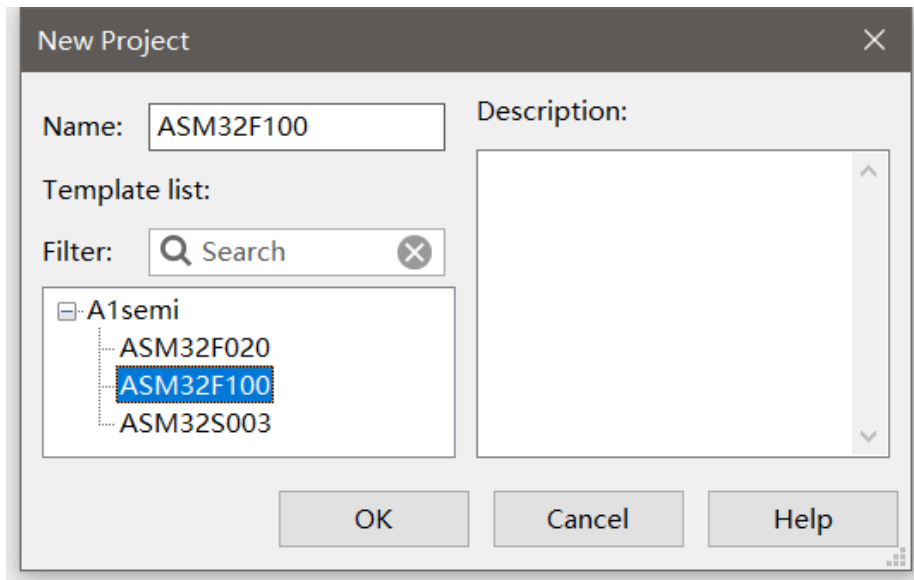 New Project
Name: ASM32F100
Description:
Template list:
Filter: Search
A1semi
ASM32F020
ASM32F100
ASM32S003
OK Cancel Help